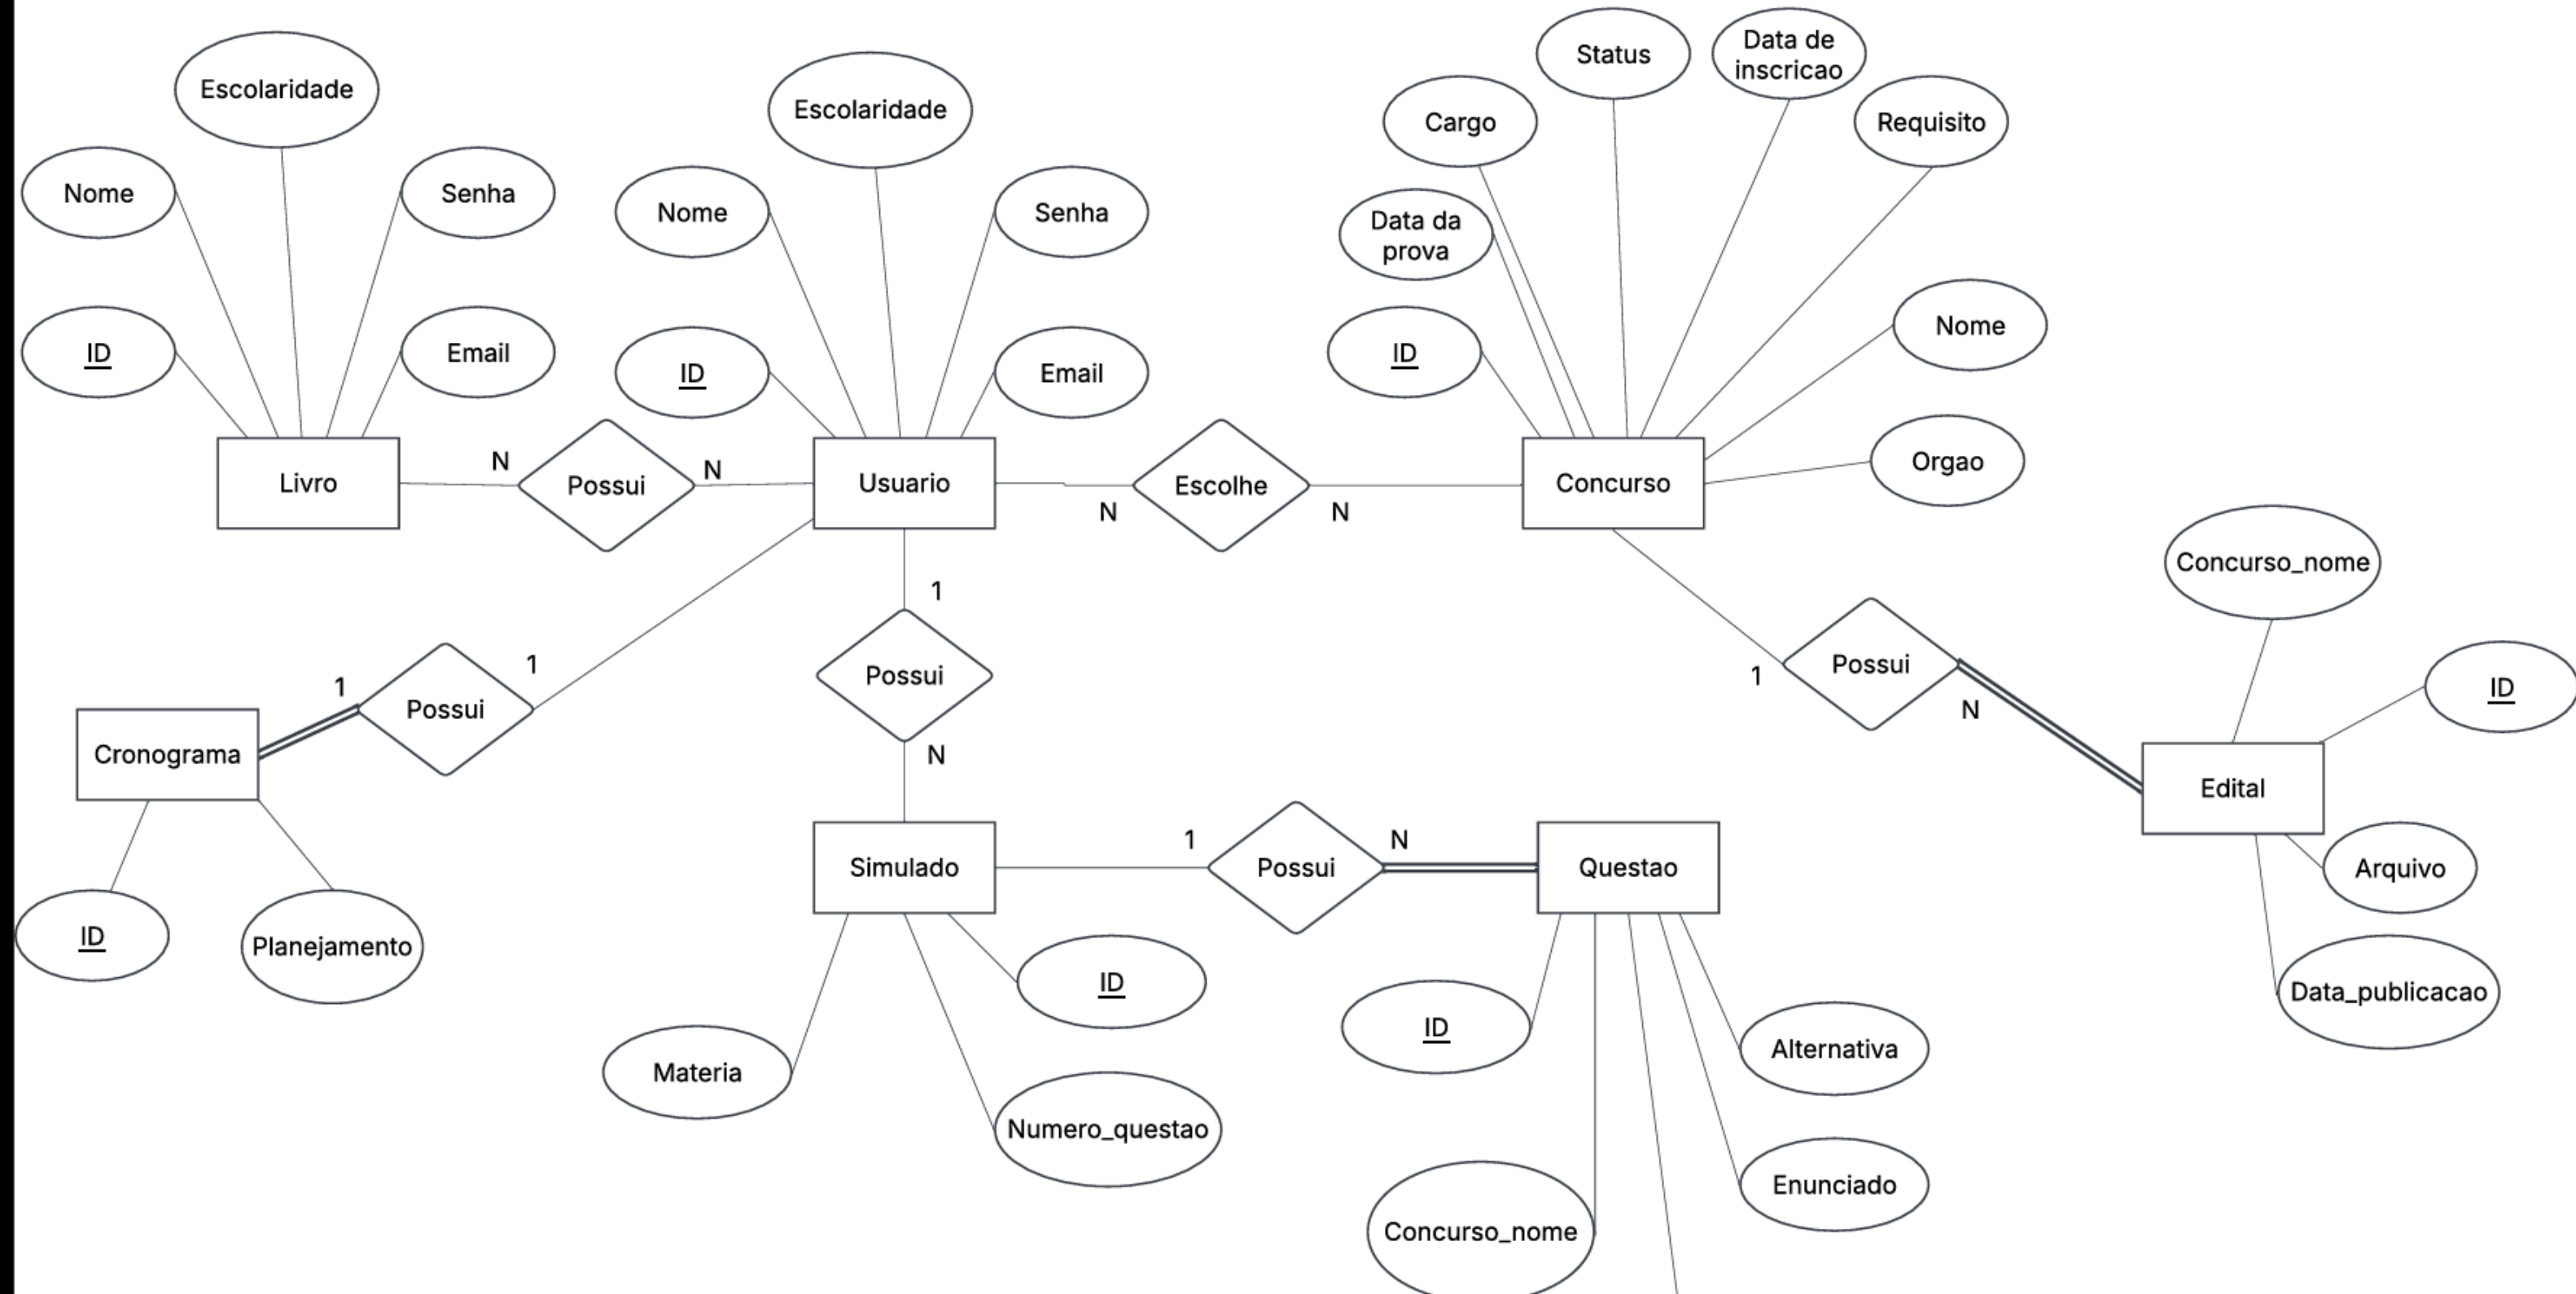 Status
Data de
inscricao
Escolaridade
Escolaridade
Cargo
Requisito
Nome
Senha
Nome
Senha
Data da
prova
Nome
ID
Email
ID
Email
ID
Orgao
N
N
Livro
Possui
Usuario
Escolhe
Concurso
N
N
Concurso_nome
1
1
1
Possui
Possui
1
Possui
N
ID
1
Cronograma
N
Edital
Simulado
1
Possui
N
Questao
Arquivo
ID
Planejamento
ID
Data_publicacao
ID
Alternativa
Materia
Numero_questao
Enunciado
Concurso_nome